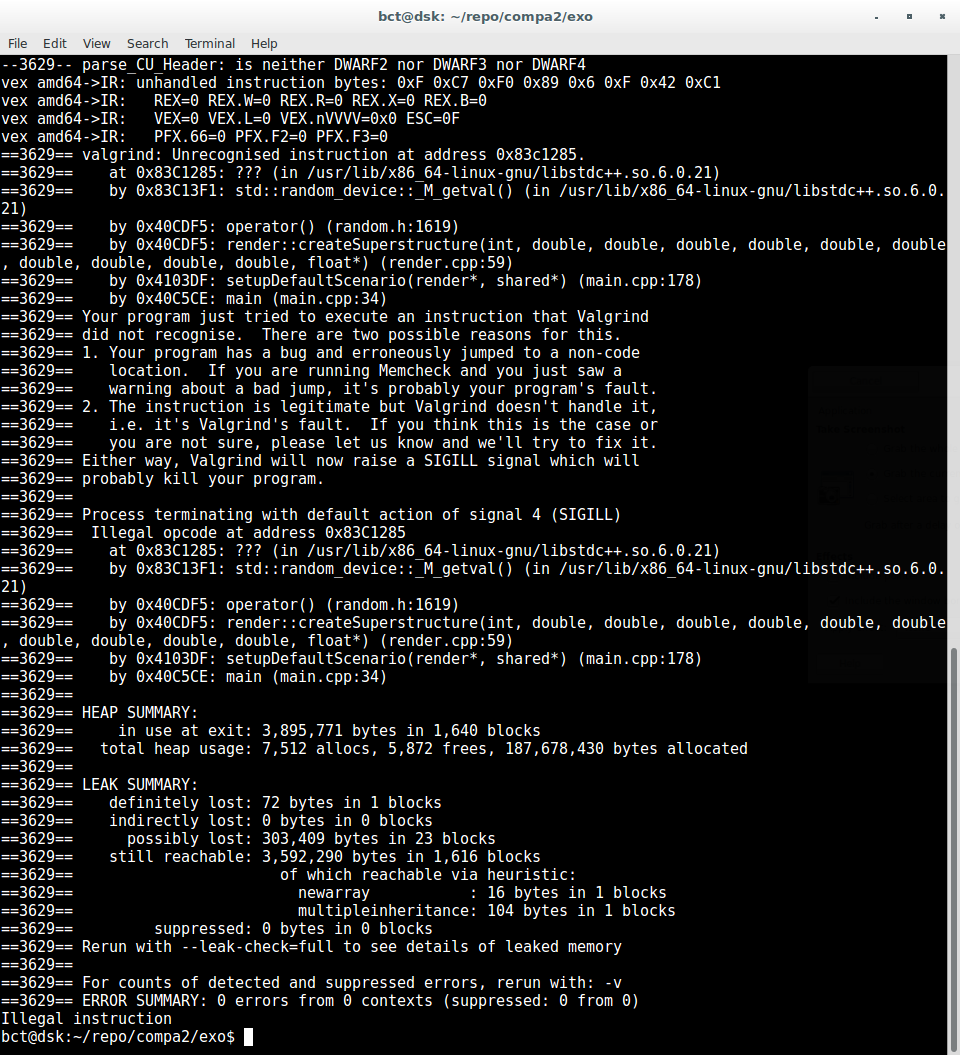 bct@dsk: ~/repo/compa2/exo
File Edit View Search Terminal Help
--3629-- parse_CU_Header: is neither DWARF2 nor DWARF3 nor DWARF4
vex amd64->IR: unhandled instruction bytes: 0xF 0xC7 0xF0 0x89 0x6 0xF 0x42 0xC1
vex amd64->IR:   REX=0 REX.W=0 REX.R=0 REX.X=0 REX.B=0
vex amd64->IR:   VEX=0 VEX.L=0 VEX.nVVVV=0x0 ESC=0F
vex amd64->IR:   PFX.66=0 PFX.F2=0 PFX.F3=0
==3629== valgrind: Unrecognised instruction at address 0x83c1285.
==3629==    at 0x83C1285: ??? (in /usr/lib/x86_64-linux-gnu/libstdc++.so.6.0.21)
==3629==    by 0x83C13F1: std::random_device::_M_getval() (in /usr/lib/x86_64-linux-gnu/libstdc++.so.6.0.
21)
==3629==    by 0x40CDF5: operator() (random.h:1619)
==3629==    by 0x40CDF5: render::createSuperstructure(int, double, double, double, double, double, double
, double, double, double, double, float*) (render.cpp:59)
==3629==    by 0x4103DF: setupDefaultScenario(render*, shared*) (main.cpp:178)
==3629==    by 0x40C5CE: main (main.cpp:34)
==3629== Your program just tried to execute an instruction that Valgrind
==3629== did not recognise.  There are two possible reasons for this.
==3629== 1. Your program has a bug and erroneously jumped to a non-code
==3629==    location.  If you are running Memcheck and you just saw a
==3629==    warning about a bad jump, it's probably your program's fault.
==3629== 2. The instruction is legitimate but Valgrind doesn't handle it,
==3629==    i.e. it's Valgrind's fault.  If you think this is the case or
==3629==    you are not sure, please let us know and we'll try to fix it.
==3629== Either way, Valgrind will now raise a SIGILL signal which will
==3629== probably kill your program.
==3629==
==3629== Process terminating with default action of signal 4 (SIGILL)
==3629==  Illegal opcode at address 0x83C1285
==3629==    at 0x83C1285: ??? (in /usr/lib/x86_64-linux-gnu/libstdc++.so.6.0.21)
==3629==    by 0x83C13F1: std::random_device::_M_getval() (in /usr/lib/x86_64-linux-gnu/libstdc++.so.6.0.
21)
==3629==    by 0x40CDF5: operator() (random.h:1619)
==3629==    by 0x40CDF5: render::createSuperstructure(int, double, double, double, double, double, double
, double, double, double, double, float*) (render.cpp:59)
==3629==    by 0x4103DF: setupDefaultScenario(render*, shared*) (main.cpp:178)
==3629==    by 0x40C5CE: main (main.cpp:34)
==3629==
==3629== HEAP SUMMARY:
==3629==     in use at exit: 3,895,771 bytes in 1,640 blocks
==3629==   total heap usage: 7,512 allocs, 5,872 frees, 187,678,430 bytes allocated
==3629==
==3629== LEAK SUMMARY:
==3629==    definitely lost: 72 bytes in 1 blocks
==3629==    indirectly lost: 0 bytes in 0 blocks
==3629==      possibly lost: 303,409 bytes in 23 blocks
==3629==    still reachable: 3,592,290 bytes in 1,616 blocks
==3629==                       of which reachable via heuristic:
==3629==                         newarray           : 16 bytes in 1 blocks
==3629==                         multipleinheritance: 104 bytes in 1 blocks
==3629==         suppressed: 0 bytes in 0 blocks
==3629== Rerun with --leak-check=full to see details of leaked memory
==3629==
==3629== For counts of detected and suppressed errors, rerun with: -v
==3629== ERROR SUMMARY: 0 errors from 0 contexts (suppressed: 0 from 0)
Illegal instruction
bct@dsk:~/repo/compa2/exo$